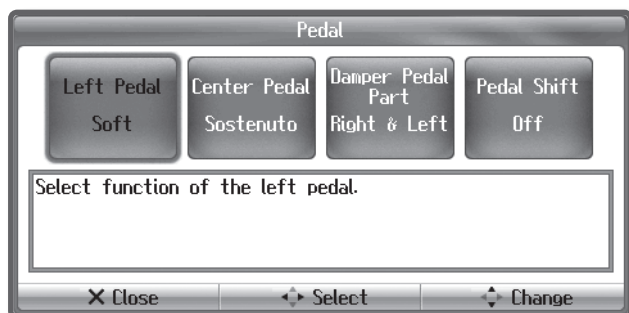 Pedal
Left Pedal
Soft
Center Pedal
Sostenuto
Damper Pedal
Part
Right & Left
Pedal Shift
Off
Select function of the left pedal.
Close
Select
Change